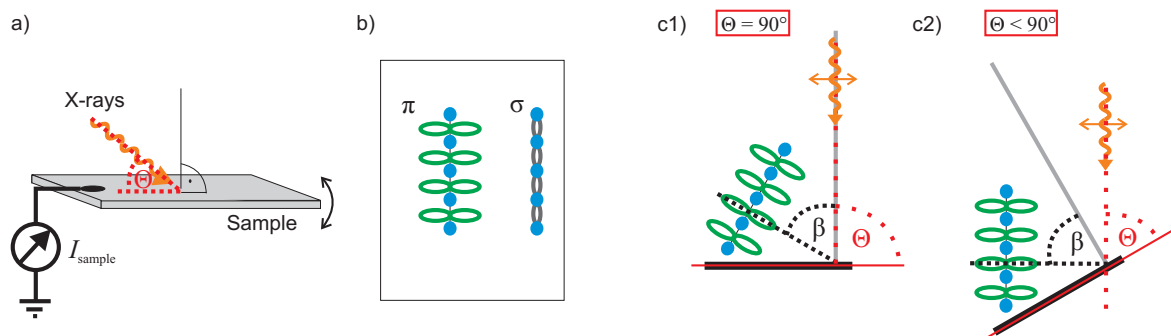 a)
X-rays
Θ
Sample
I_sample
b)
π
σ
c1)
Θ = 90°
β
Θ
c2)
Θ < 90°
β
Θ